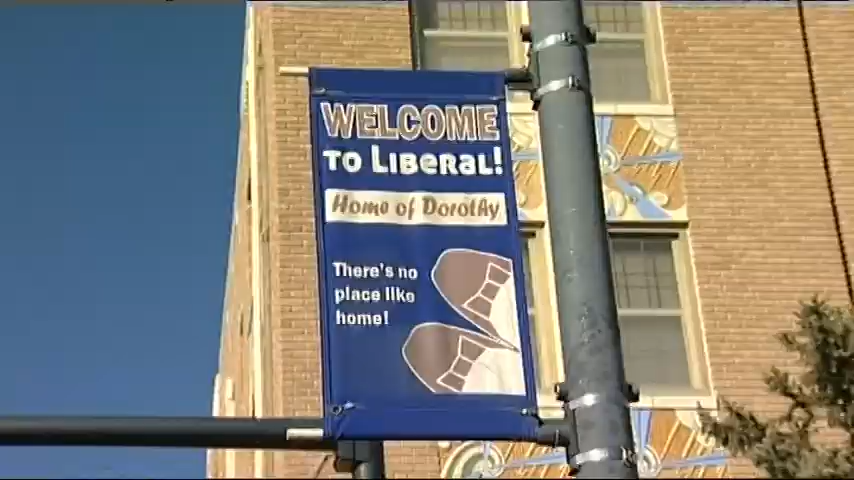 WELCOME
TO LIBERAL!
Home of Dorothy
There's no
place like
home!